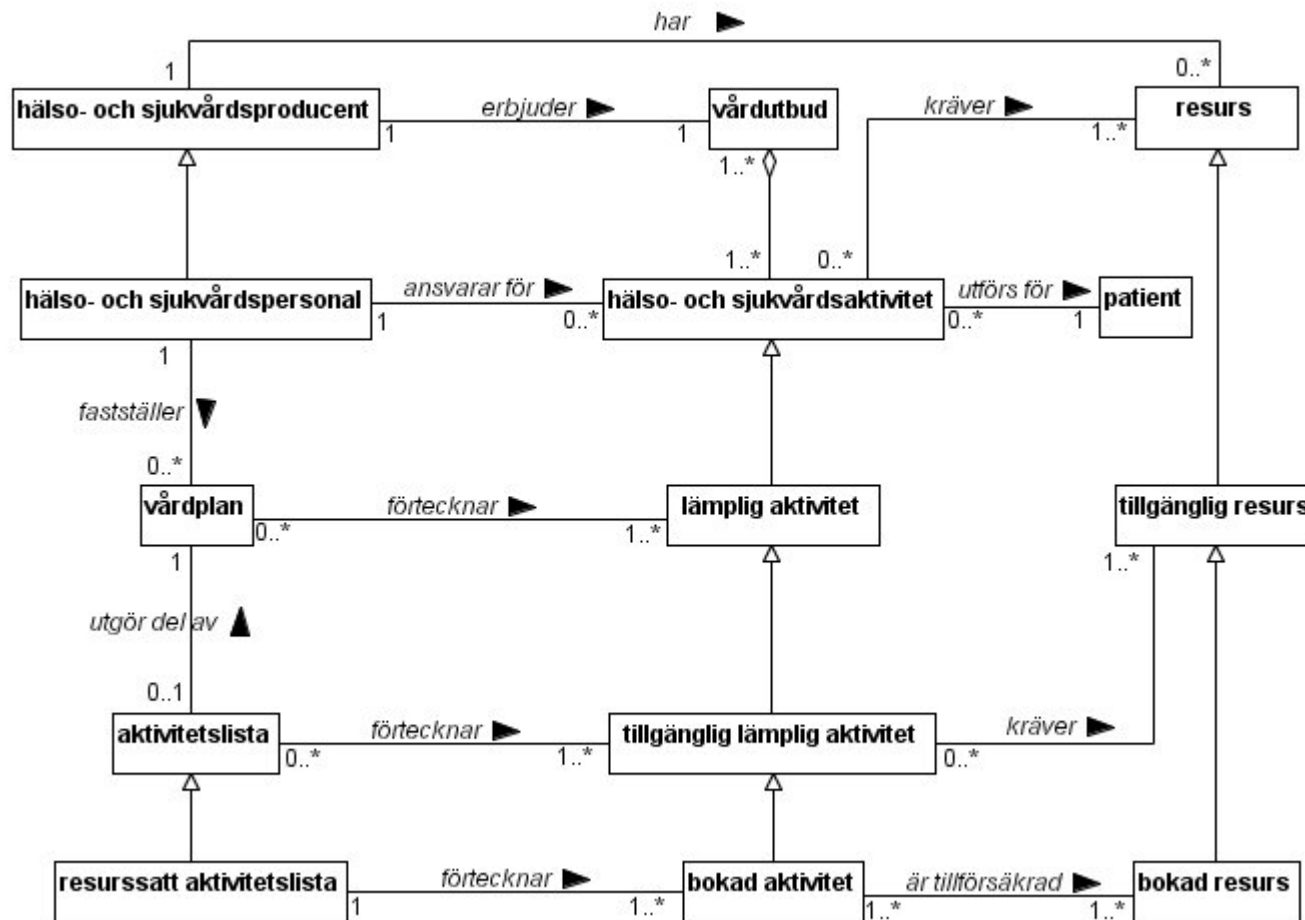 har
1
0..*
hälso- och sjukvårdsproducent
erbjuder
vårdutbud
kräver
resurs
1
1
1..*
1..*
1..*
0..*
hälso- och sjukvårdspersonal
ansvarar för
hälso- och sjukvårdsaktivitet
utförs för
patient
1
0..*
0..*
1
1
fastställer
0..*
vårdplan
förtecknar
lämplig aktivitet
tillgänglig resurs
0..*
1..*
1
1..*
utgör del av
0..1
aktivitetslista
förtecknar
tillgänglig lämplig aktivitet
kräver
0..*
1..*
0..*
resurssatt aktivitetslista
förtecknar
bokad aktivitet
är tillförsäkrad
bokad resurs
1
1..*
1..*
1..*